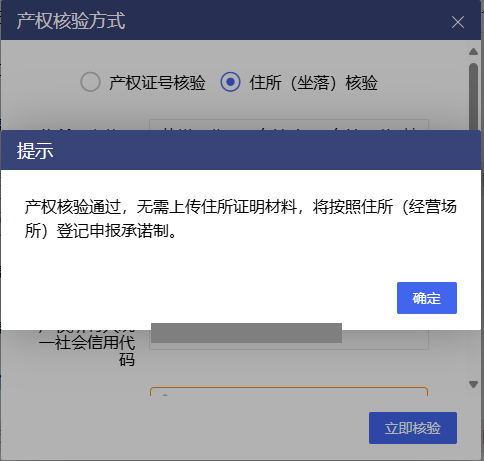 产权核验方式
产权证号核验 住所（坐落）核验
提示
产权核验通过，无需上传住所证明材料，将按照住所（经营场
所）登记申报承诺制。
确定
一社会信用代
码
立即核验